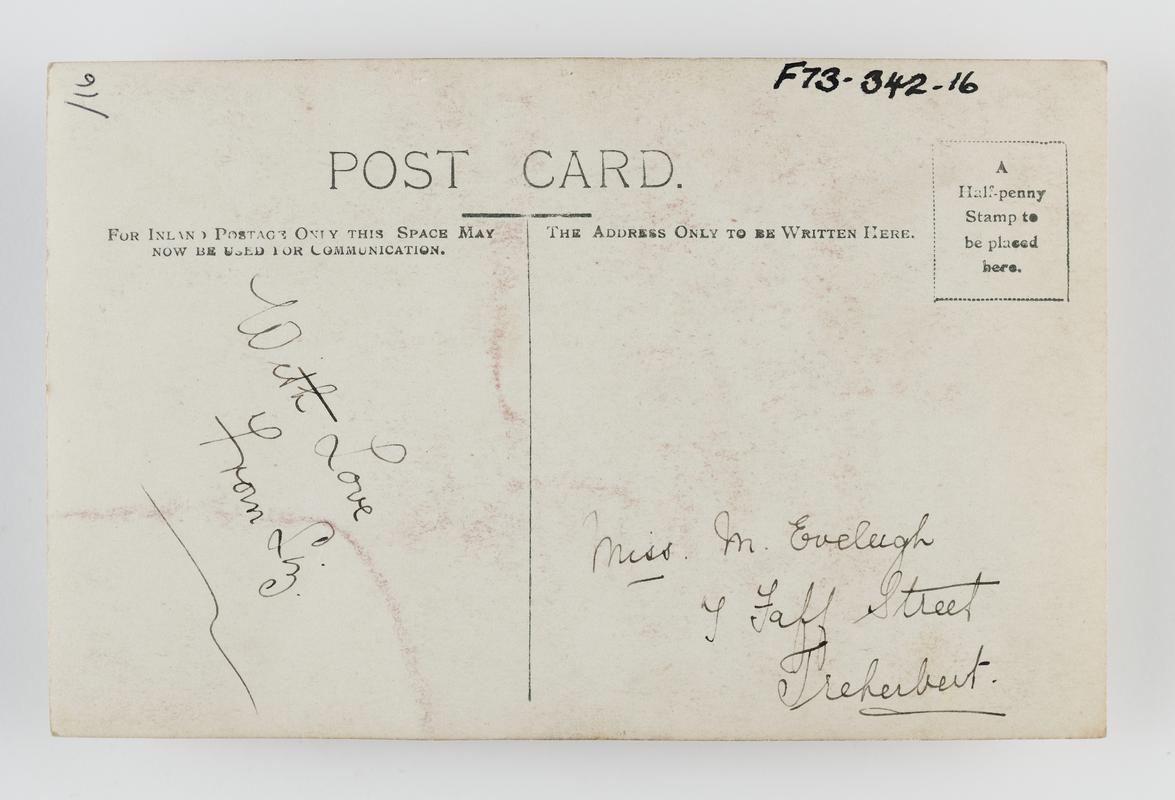 /16
F73-342-16
POST CARD.
FOR INLAND POSTAGE ONLY THIS SPACE MAY
NOW BE USED FOR COMMUNICATION.
THE ADDRESS ONLY TO BE WRITTEN HERE.
A
Half-penny
Stamp to
be placed
here.
With Love
From Liz.
Miss. M. Eveleigh
7 Taff Street
Treherbert.